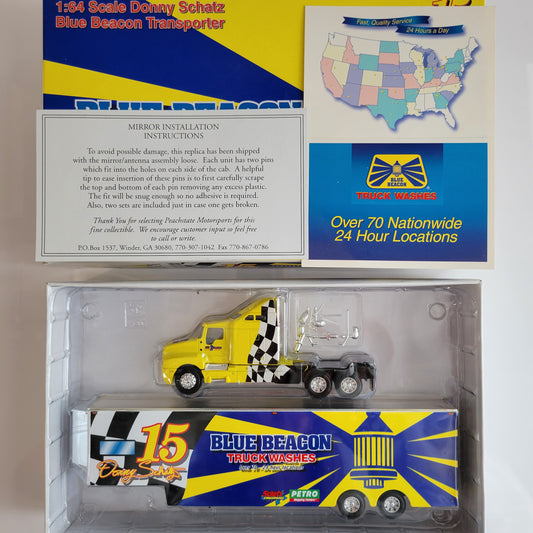 1:64 Scale Donny Schatz
Blue Beacon Transporter
15
BLUE BEACON
MIRROR INSTALLATION
INSTRUCTIONS
To avoid possible damage, this replica has been shipped
with the mirror/antenna assembly loose. Each unit has two pins
which fit into the holes on each side of the cab. A helpful
tip to ease insertion of these pins is to first carefully scrape
the top and bottom of each pin removing any excess plastic.
The fit will be snug enough so no adhesive is required.
Also, two sets are included just in case one gets broken.
Thank You for selecting Peachstate Motorsports for this
fine collectible. We encourage customer input so feel free
to call or write.
P.O.Box 1537, Winder, GA 30680, 770-307-1042 Fax 770-867-0786
Fast, Quality Service
24 Hours a Day
BLUE BEACON
TRUCK WASHES
Over 70 Nationwide
24 Hour Locations
15
Donny Schatz
BLUE BEACON
TRUCK WASHES
PETRO